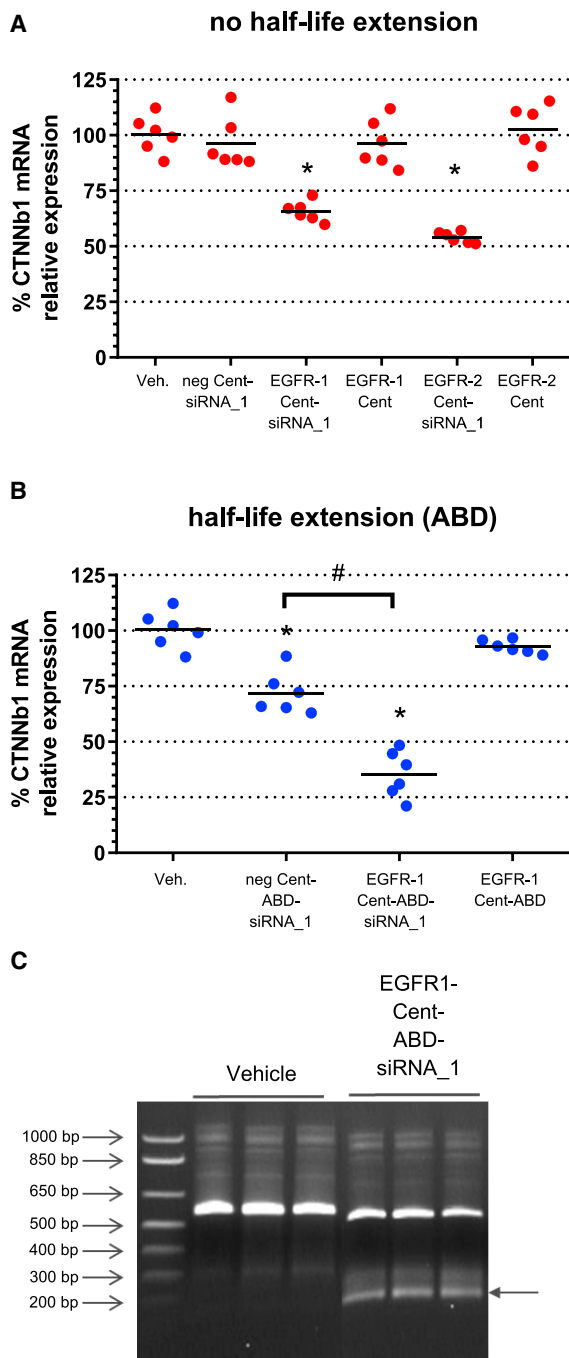 A
no half-life extension
% CTNNb1 mRNA
relative expression
125
100
75
50
25
0
*
*
Veh.
neg Cent-
siRNA_1
EGFR-1
Cent-
siRNA_1
EGFR-1
Cent
EGFR-2
Cent-
siRNA_1
EGFR-2
Cent
B
half-life extension (ABD)
% CTNNb1 mRNA
relative expression
125
100
75
50
25
0
#
*
*
Veh.
neg Cent-
ABD-
siRNA_1
EGFR-1
Cent-ABD-
siRNA_1
EGFR-1
Cent-ABD
C
Vehicle
EGFR1-
Cent-
ABD-
siRNA_1
1000 bp
850 bp
650 bp
500 bp
400 bp
300 bp
200 bp